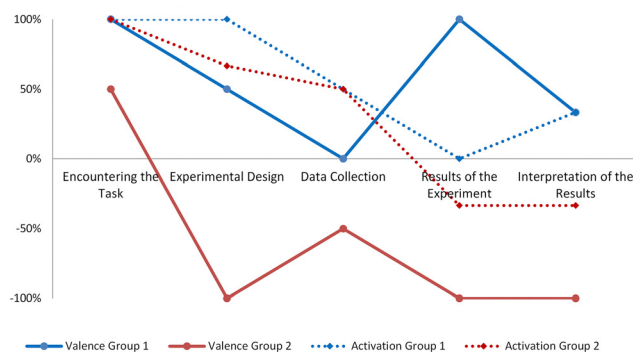 100%
50%
0%
-50%
-100%
Encountering the
Task
Experimental Design
Data Collection
Results of the
Experiment
Interpretation of the
Results
Valence Group 1
Valence Group 2
Activation Group 1
Activation Group 2